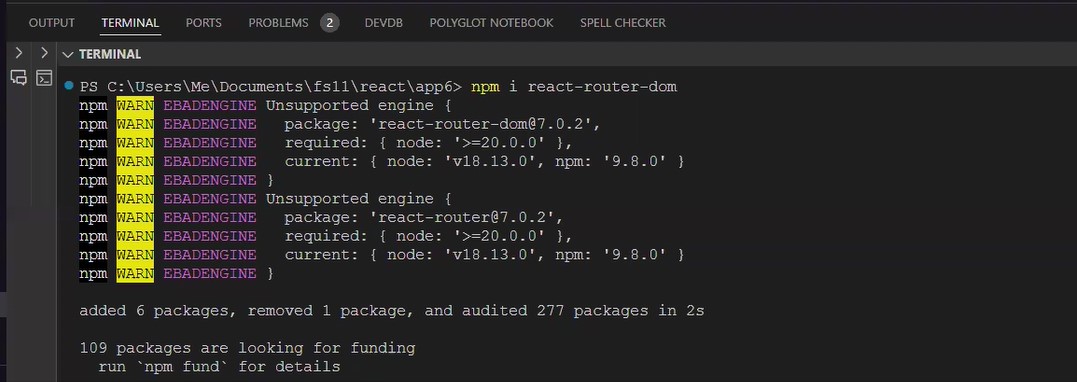 OUTPUT TERMINAL PORTS PROBLEMS 2 DEVDB POLYGLOT NOTEBOOK SPELL CHECKER
TERMINAL
PS C:\Users\Me\Documents\fs11\react\app6> npm i react-router-dom
npm WARN EBADENGINE Unsupported engine {
npm WARN EBADENGINE   package: 'react-router-dom@7.0.2',
npm WARN EBADENGINE   required: { node: '>=20.0.0' },
npm WARN EBADENGINE   current: { node: 'v18.13.0', npm: '9.8.0' }
npm WARN EBADENGINE }
npm WARN EBADENGINE Unsupported engine {
npm WARN EBADENGINE   package: 'react-router@7.0.2',
npm WARN EBADENGINE   required: { node: '>=20.0.0' },
npm WARN EBADENGINE   current: { node: 'v18.13.0', npm: '9.8.0' }
npm WARN EBADENGINE }
added 6 packages, removed 1 package, and audited 277 packages in 2s
109 packages are looking for funding
  run `npm fund` for details